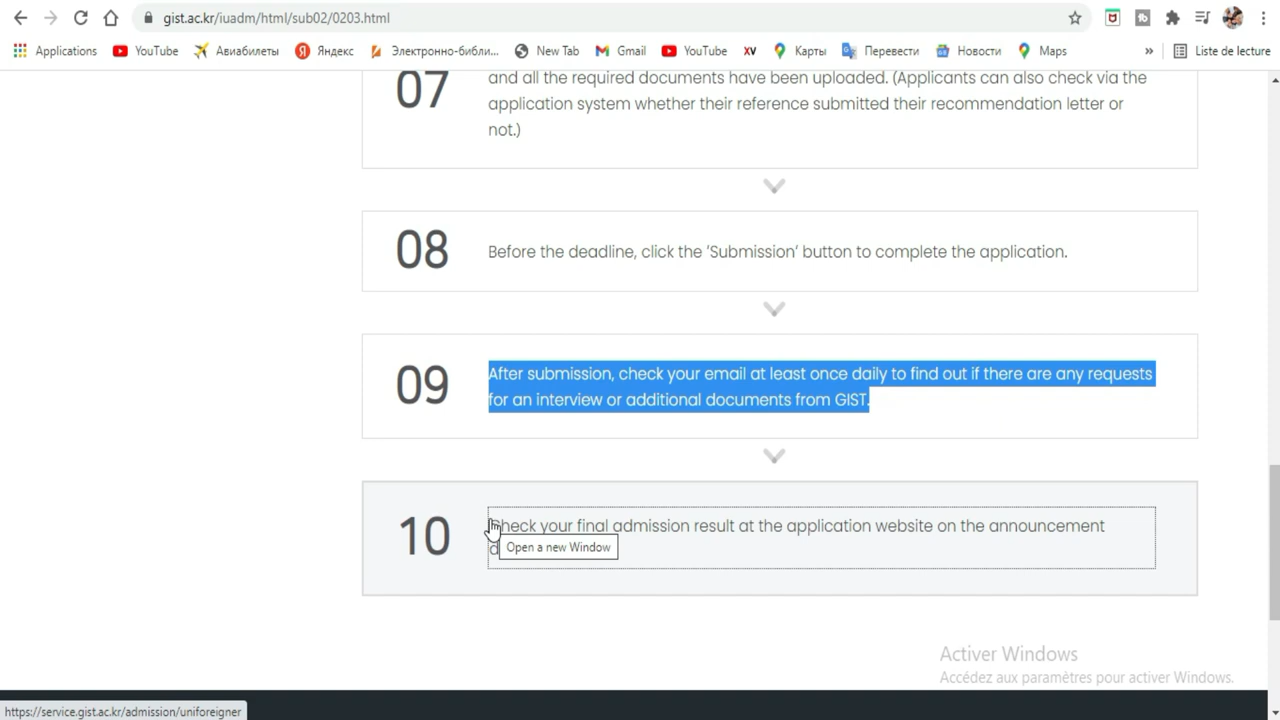 gist.ac.kr/iuadm/html/sub02/0203.html
Applications YouTube Авиабилеты Яндекс Электронно-библи... New Tab Gmail YouTube XV Карты Перевести Новости Maps » Liste de lecture
07
and all the required documents have been uploaded. (Applicants can also check via the
application system whether their reference submitted their recommendation letter or
not.)
08
Before the deadline, click the ‘Submission’ button to complete the application.
09
After submission, check your email at least once daily to find out if there are any requests
for an interview or additional documents from GIST.
10
Check your final admission result at the application website on the announcement
Open a new Window
Activer Windows
Accédez aux paramètres pour activer Windows.
https://service.gist.ac.kr/admission/uniforeigner